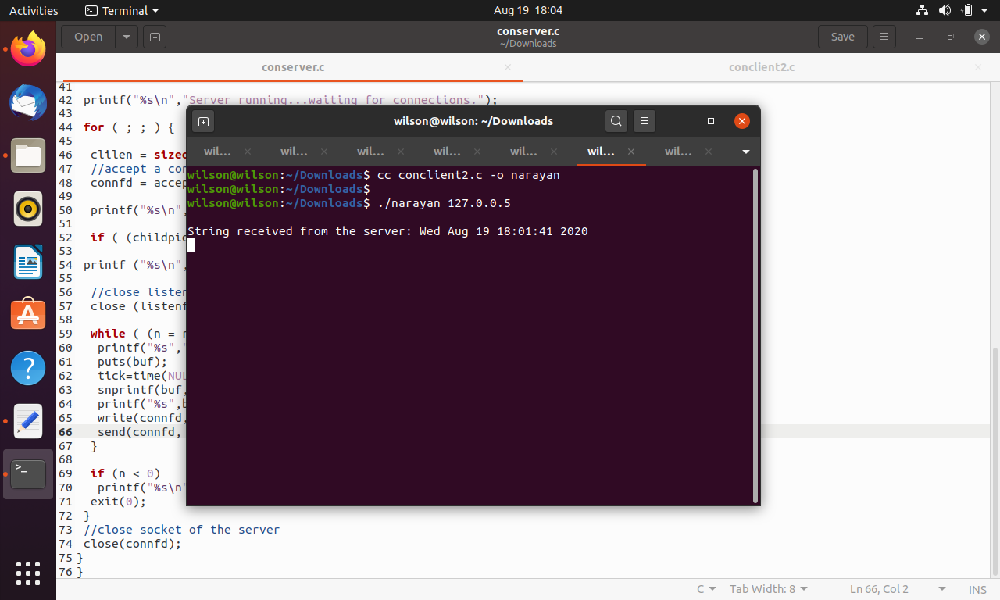 Activities
Terminal
Aug 19 18:04
Open
conserver.c
~/Downloads
Save
conserver.c
conclient2.c
41
42 printf("%s\n","Server running...waiting for connections.");
43
44 for ( ; ; ) {
45
46 clilen = sizeo
47 //accept a con
48 connfd = accep
49
50 printf("%s\n",
51
52 if ( (childpid
53
54 printf ("%s\n",
55
56 //close listen
57 close (listenf
58
59 while ( (n = r
60 printf("%s","
61 puts(buf);
62 tick=time(NUL
63 snprintf(buf,
64 printf("%s",b
65 write(connfd,
66 send(connfd,
67 }
68
69 if (n < 0)
70 printf("%s\n"
71 exit(0);
72 }
73 //close socket of the server
74 close(connfd);
75 }
76 }
wilson@wilson: ~/Downloads
wil...
wil...
wil...
wil...
wil...
wil...
wil...
wilson@wilson:~/Downloads$ cc conclient2.c -o narayan
wilson@wilson:~/Downloads$
wilson@wilson:~/Downloads$ ./narayan 127.0.0.5
String received from the server: Wed Aug 19 18:01:41 2020
C
Tab Width: 8
Ln 66, Col 2
INS